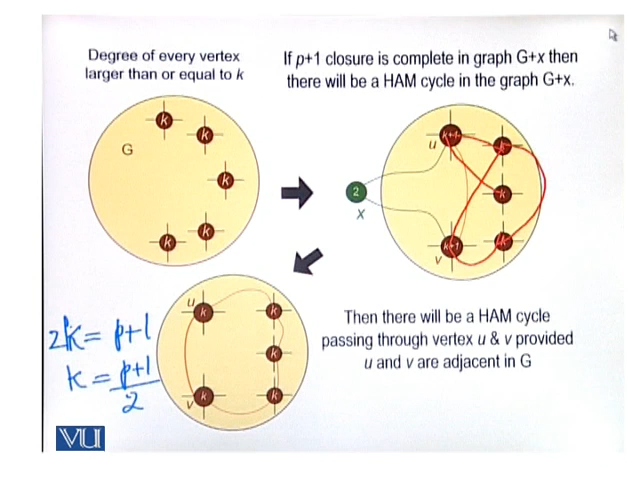 Degree of every vertex
larger than or equal to k
If p+1 closure is complete in graph G+x then
there will be a HAM cycle in the graph G+x.
G
k
k
k
k
k
k+1
u
k
2
X
k
k+1
v
k
u
k
k
k
v
k
k
2k = p+1
k = p+1
2
Then there will be a HAM cycle
passing through vertex u & v provided
u and v are adjacent in G
VU